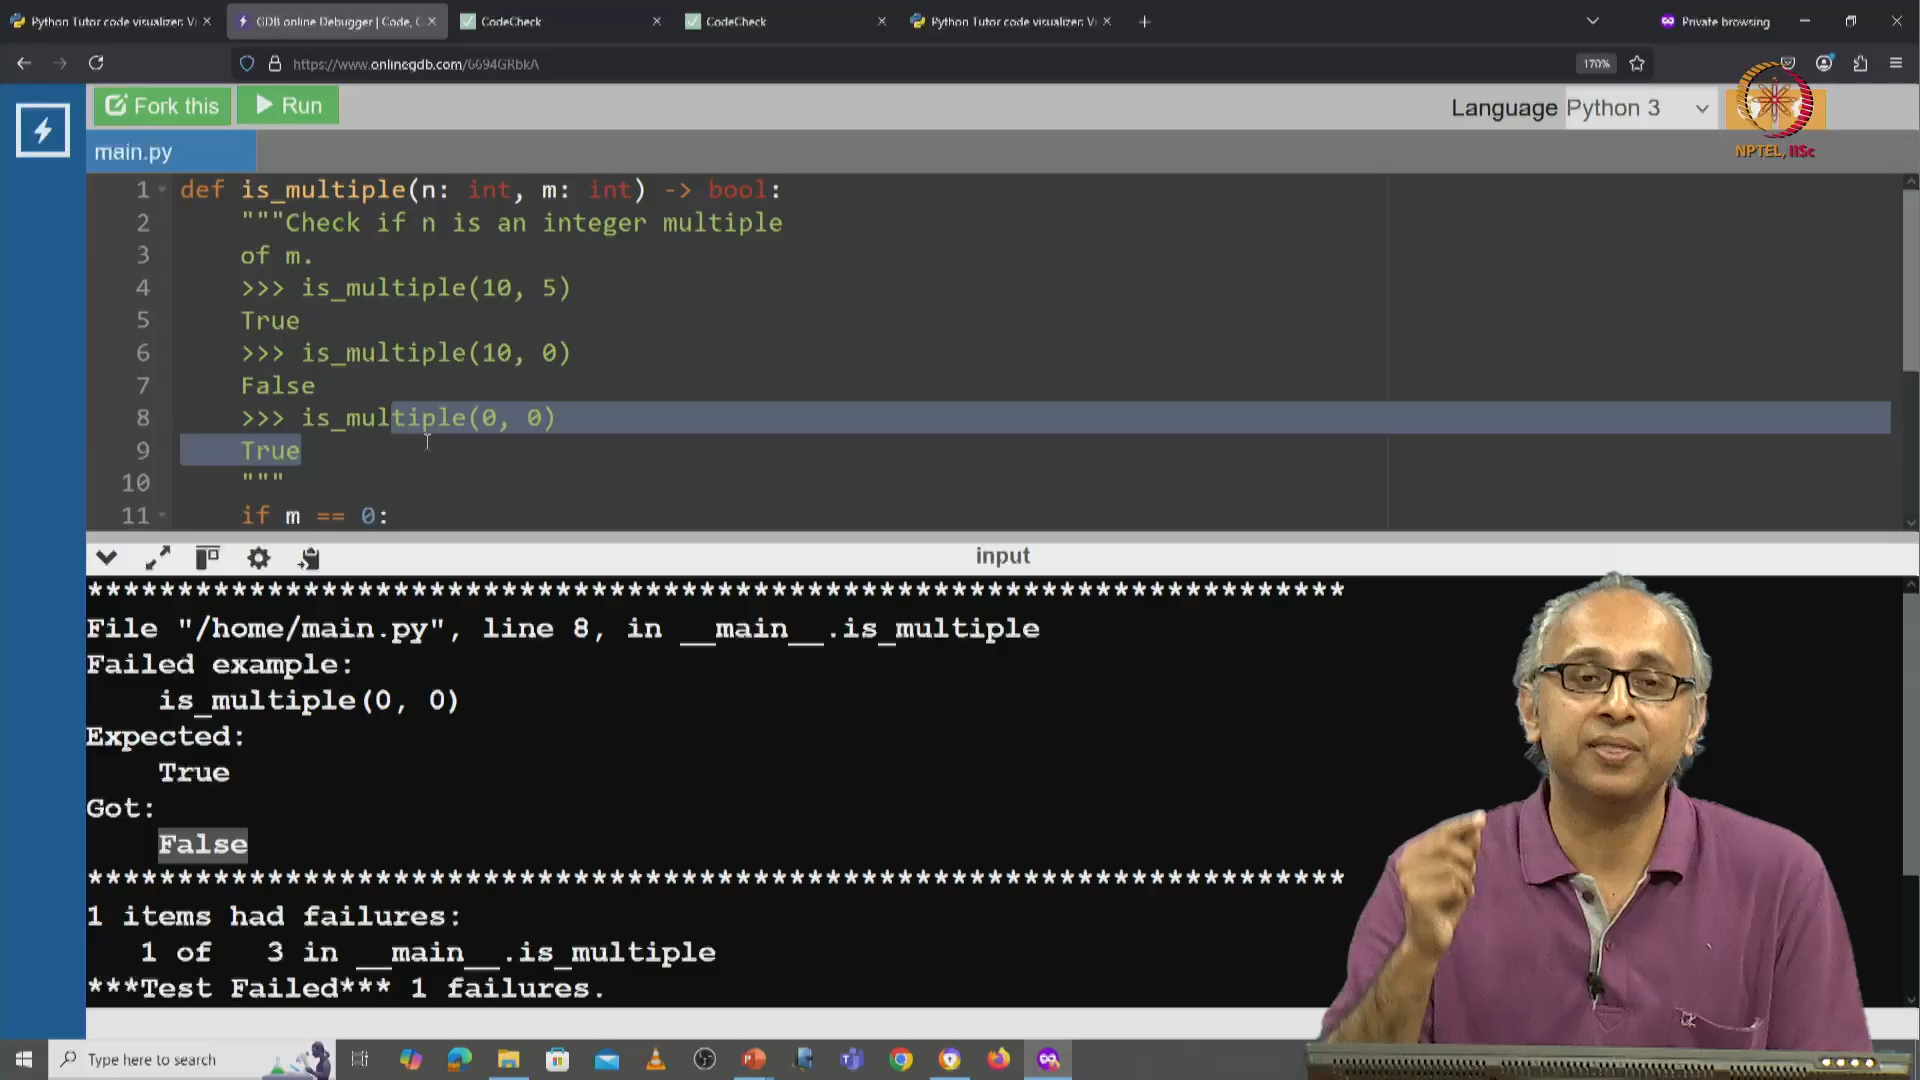 Python Tutor code visualizer: Vi
GDB online Debugger | Code, C
CodeCheck
CodeCheck
Python Tutor code visualizer: Vi
Private browsing
https://www.onlinegdb.com/6694GRbkA
170%
Fork this
Run
Language
Python 3
NPTEL, IISc
main.py
1 def is_multiple(n: int, m: int) -> bool:
2 """Check if n is an integer multiple
3 of m.
4 >>> is_multiple(10, 5)
5 True
6 >>> is_multiple(10, 0)
7 False
8 >>> is_multiple(0, 0)
9 True
10 """
11 if m == 0:
input
**********************************************************************
File "/home/main.py", line 8, in __main__.is_multiple
Failed example:
is_multiple(0, 0)
Expected:
True
Got:
False
**********************************************************************
1 items had failures:
1 of 3 in __main__.is_multiple
***Test Failed*** 1 failures.
Type here to search